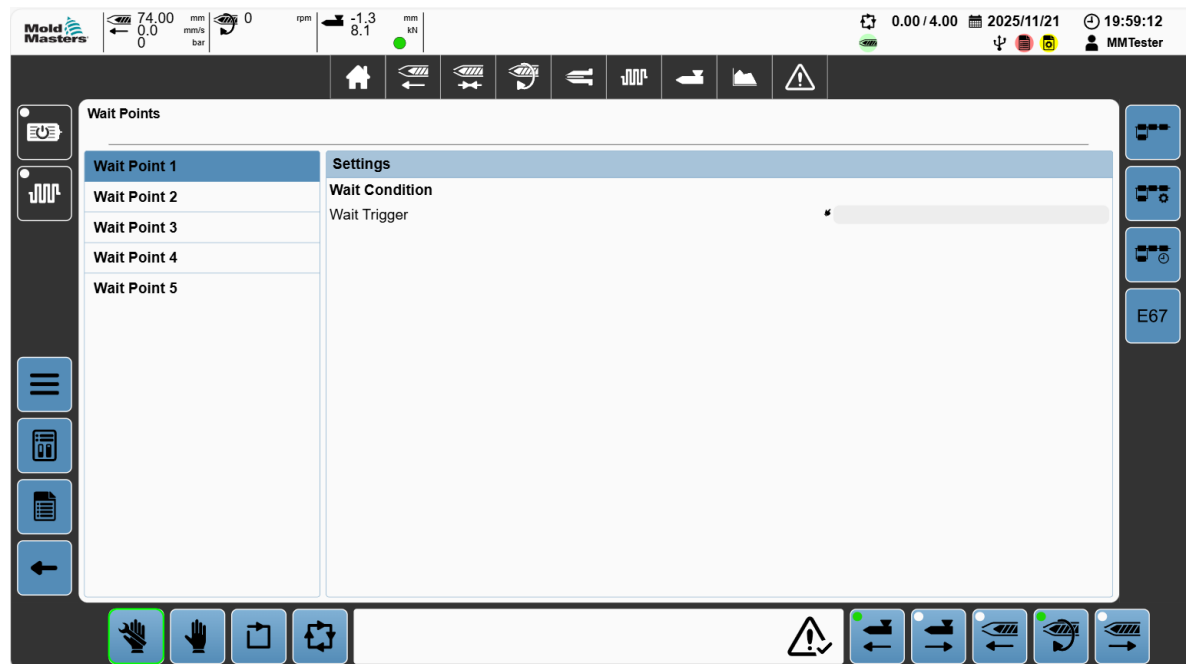 Mold
Masters
74.00 mm
0.0 mm/s
0 bar
0 rpm
-1.3 mm
8.1 kN
0.00 / 4.00
2025/11/21
19:59:12
MMTester
Wait Points
Wait Point 1
Wait Point 2
Wait Point 3
Wait Point 4
Wait Point 5
Settings
Wait Condition
Wait Trigger
E67